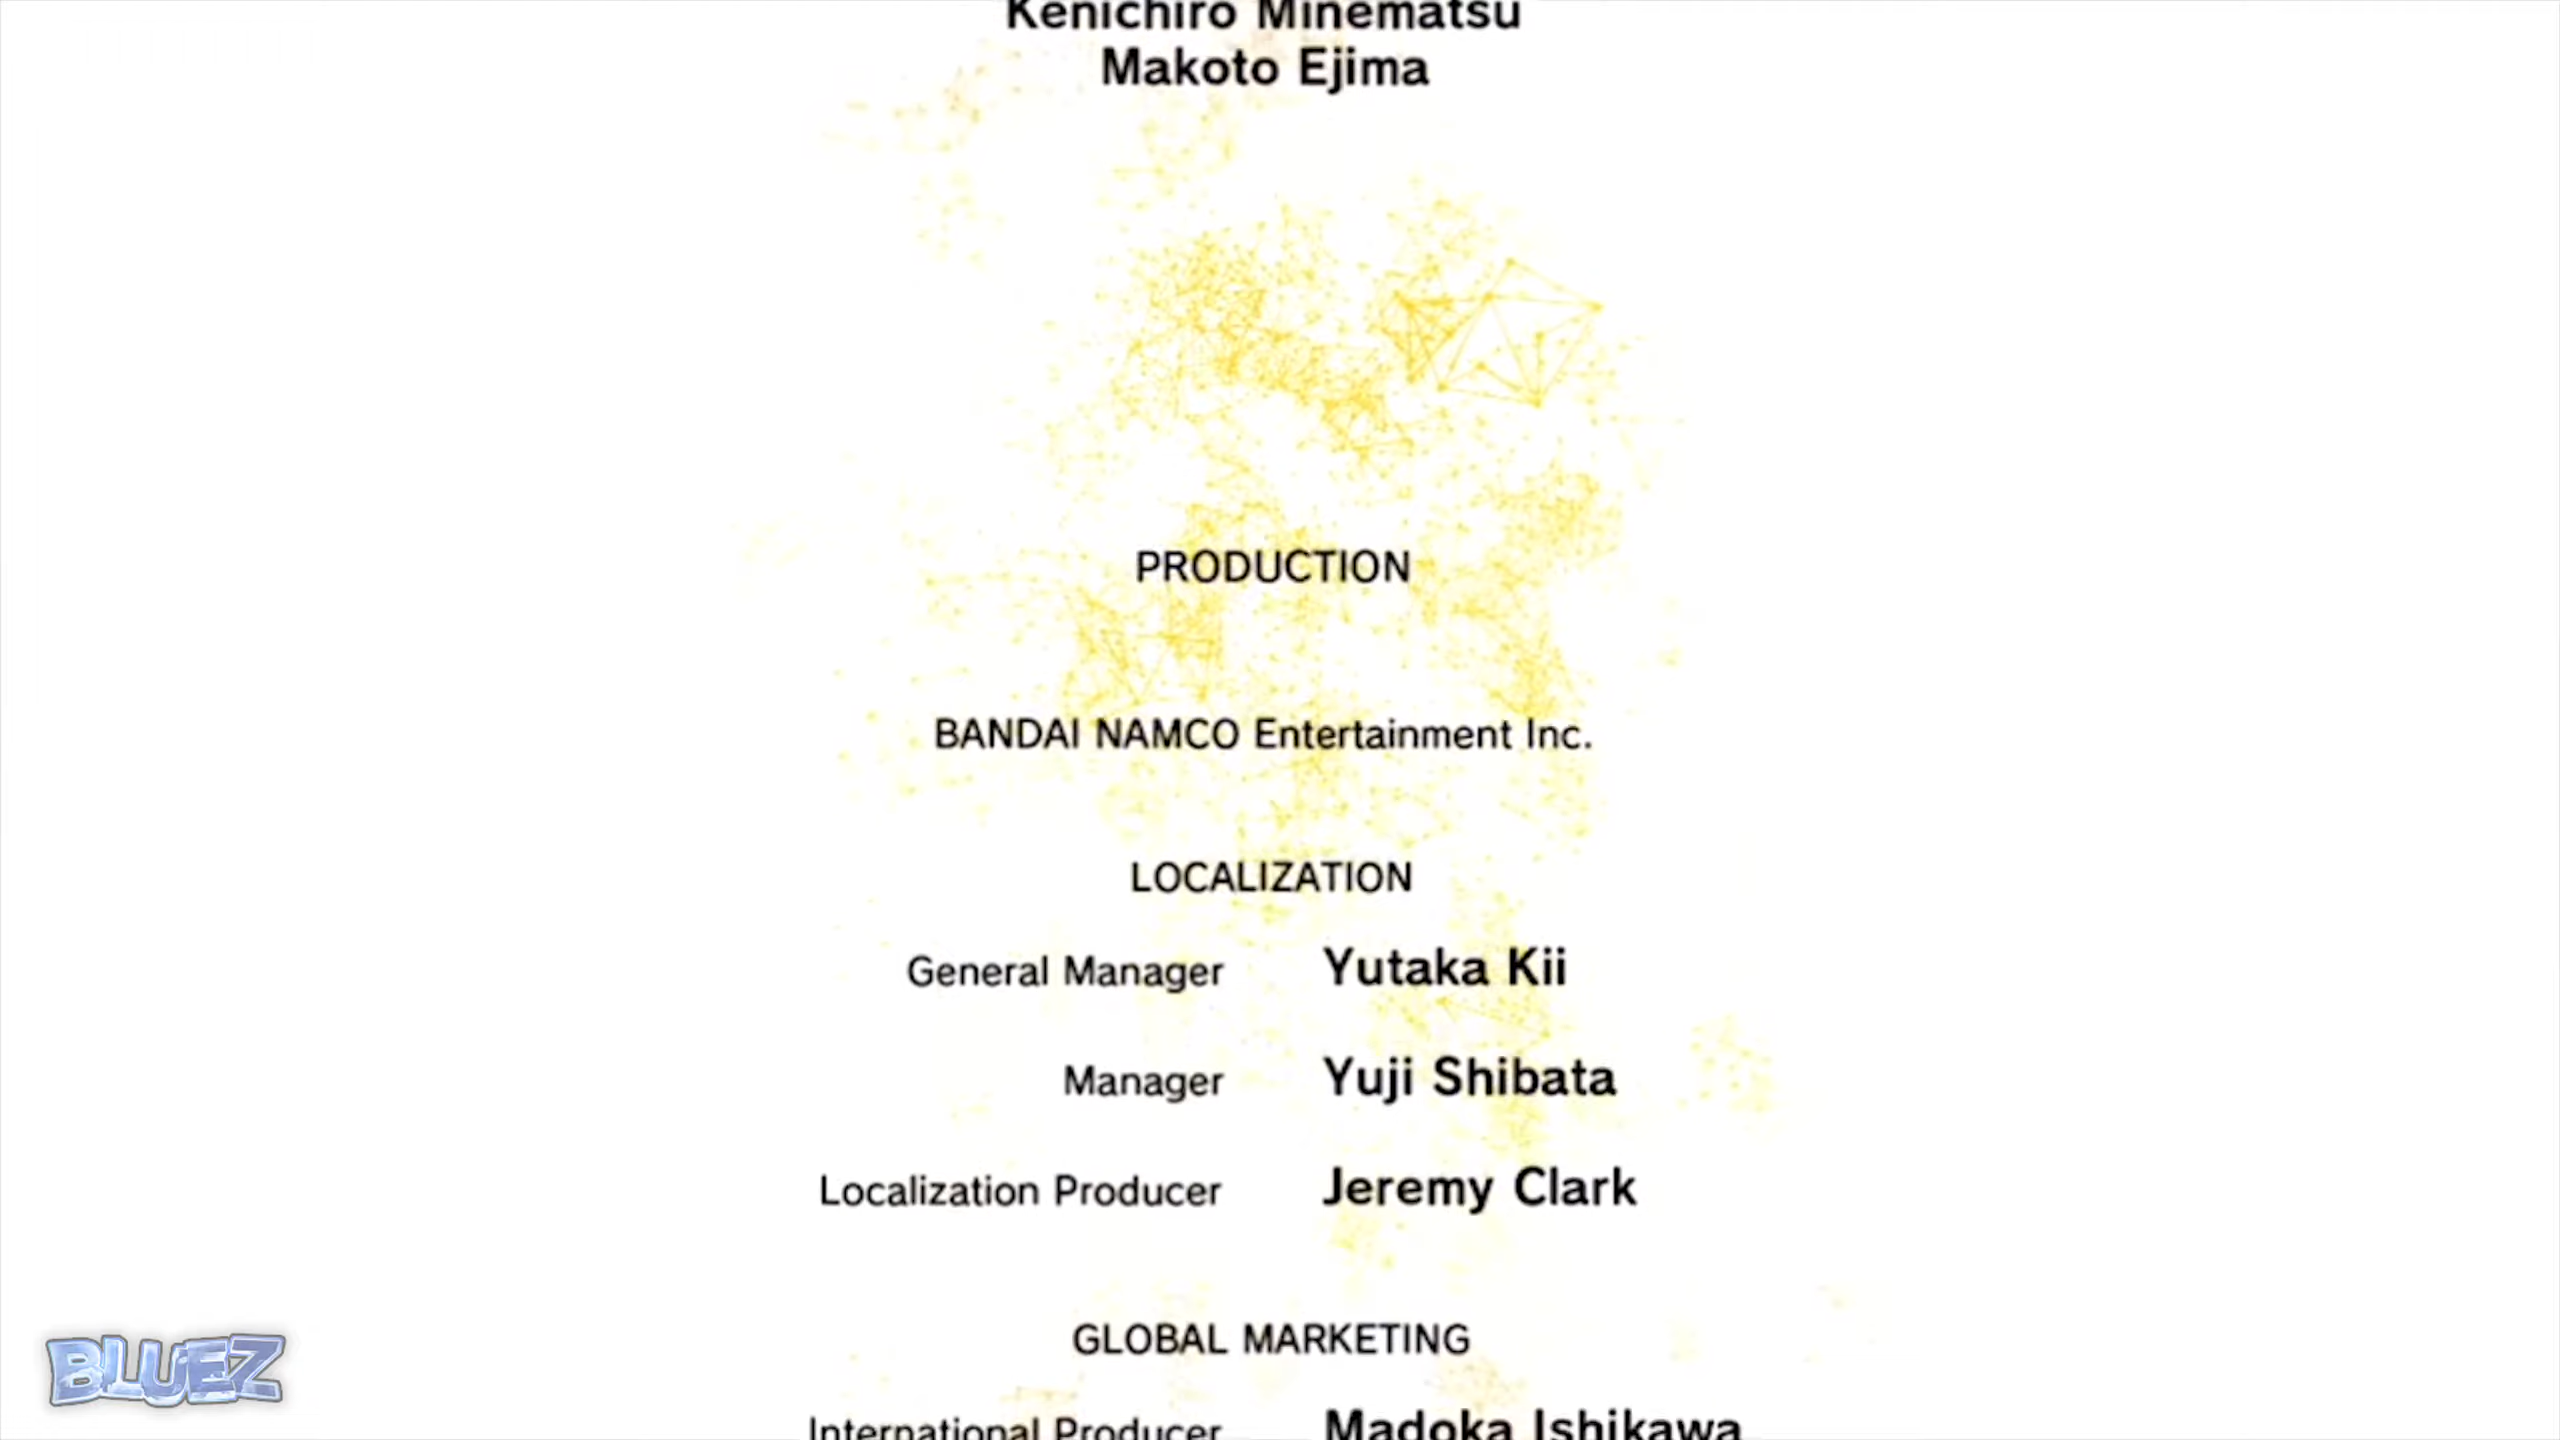 Kenichiro Minematsu
Makoto Ejima
PRODUCTION
BANDAI NAMCO Entertainment Inc.
LOCALIZATION
General Manager Yutaka Kii
Manager Yuji Shibata
Localization Producer Jeremy Clark
GLOBAL MARKETING
International Producer Madoka Ishikawa
BLUEZ